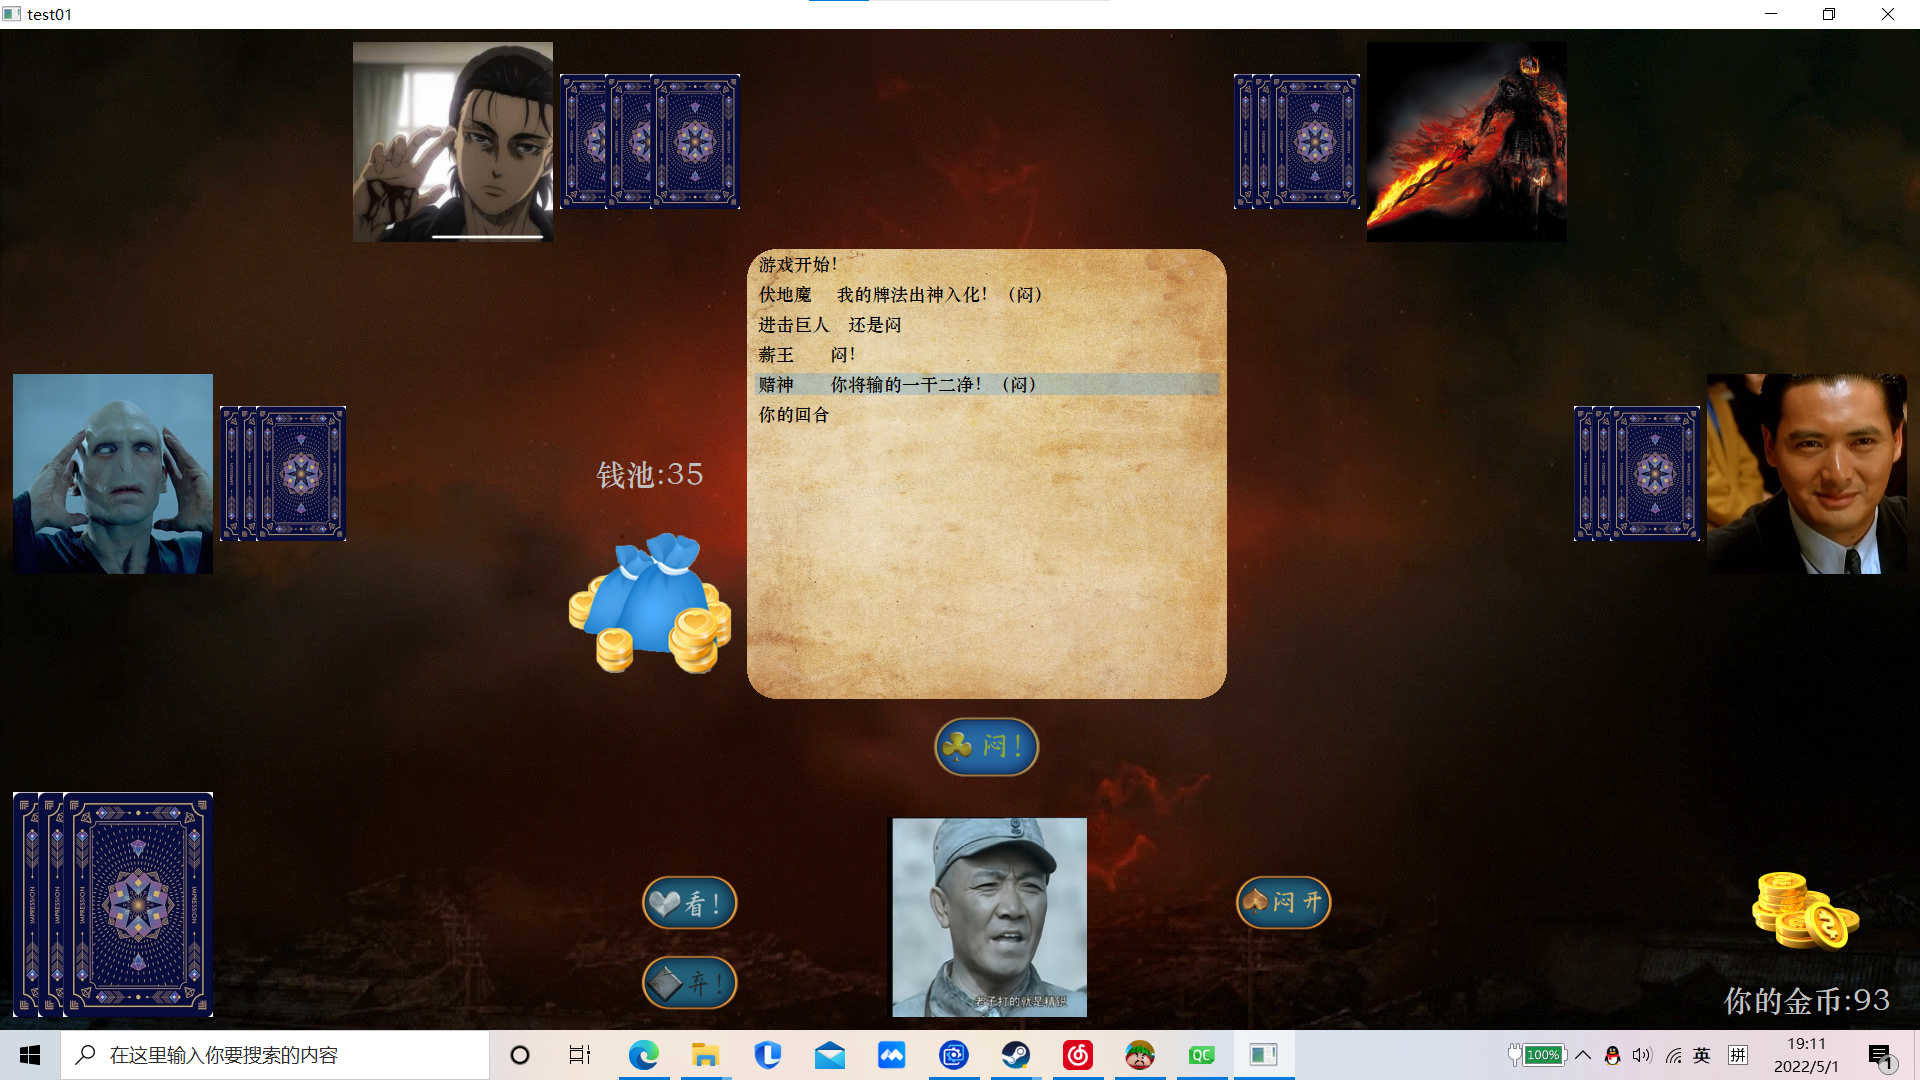 test01
游戏开始！
伏地魔 我的牌法出神入化！（闷）
进击巨人 还是闷
薪王 闷！
赌神 你将输的一干二净！（闷）
你的回合
钱池:35
闷！
看！
闷开
弃！
老子打的就是精锐
你的金币:93
IMPRESSION
在这里输入你要搜索的内容
QC
100%
英
拼
19:11
2022/5/1
1